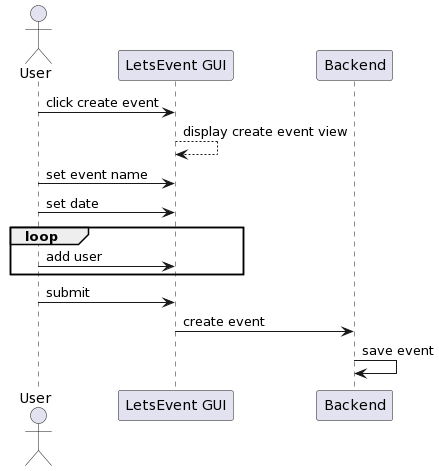 User
LetsEvent GUI
Backend
click create event
display create event view
set event name
set date
loop
add user
submit
create event
save event
User
LetsEvent GUI
Backend